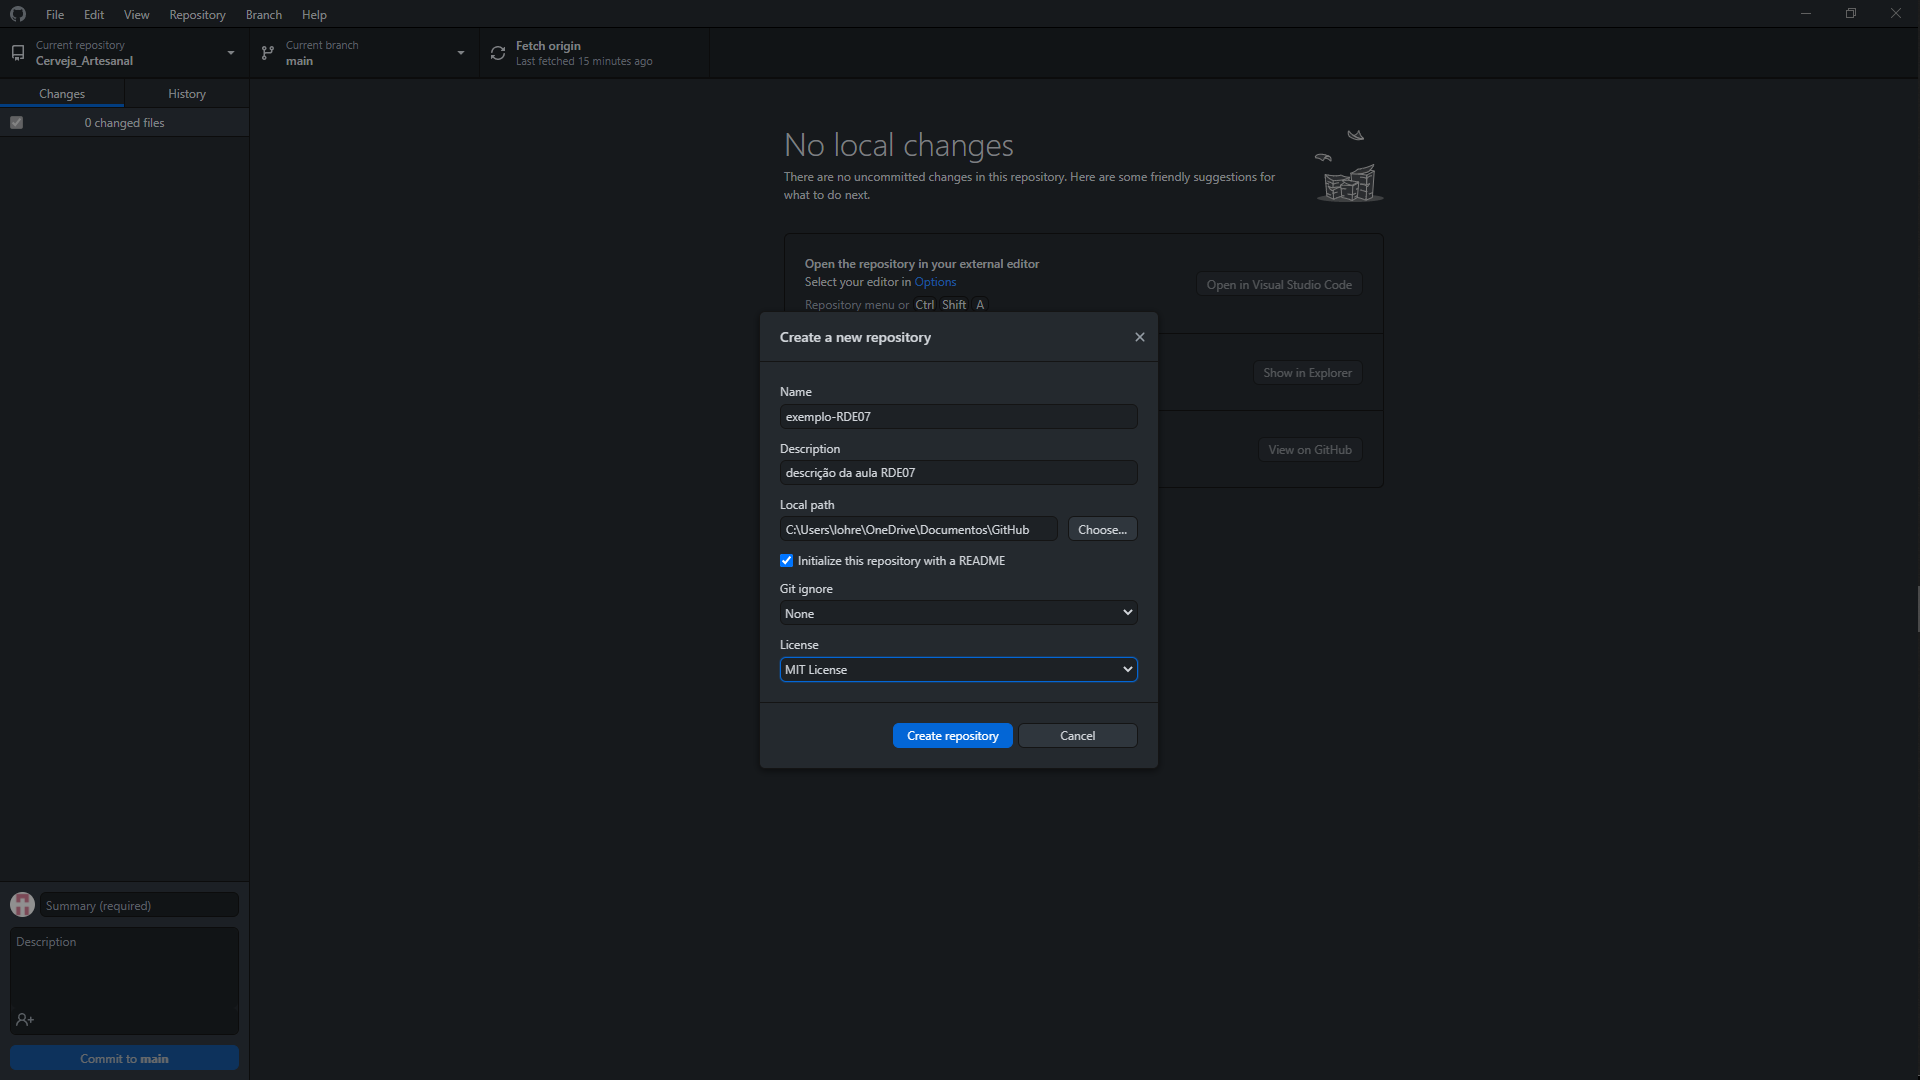 File Edit View Repository Branch Help
Current repository
Cerveja_Artesanal
Current branch
main
Fetch origin
Last fetched 15 minutes ago
Changes
History
0 changed files
No local changes
There are no uncommitted changes in this repository. Here are some friendly suggestions for
what to do next.
Open the repository in your external editor
Select your editor in Options
Repository menu or Ctrl Shift A
Open in Visual Studio Code
Show in Explorer
View on GitHub
Create a new repository
Name
exemplo-RDE07
Description
descrição da aula RDE07
Local path
C:\Users\lohre\OneDrive\Documentos\GitHub
Choose...
Initialize this repository with a README
Git ignore
None
License
MIT License
Create repository
Cancel
Summary (required)
Description
Commit to main